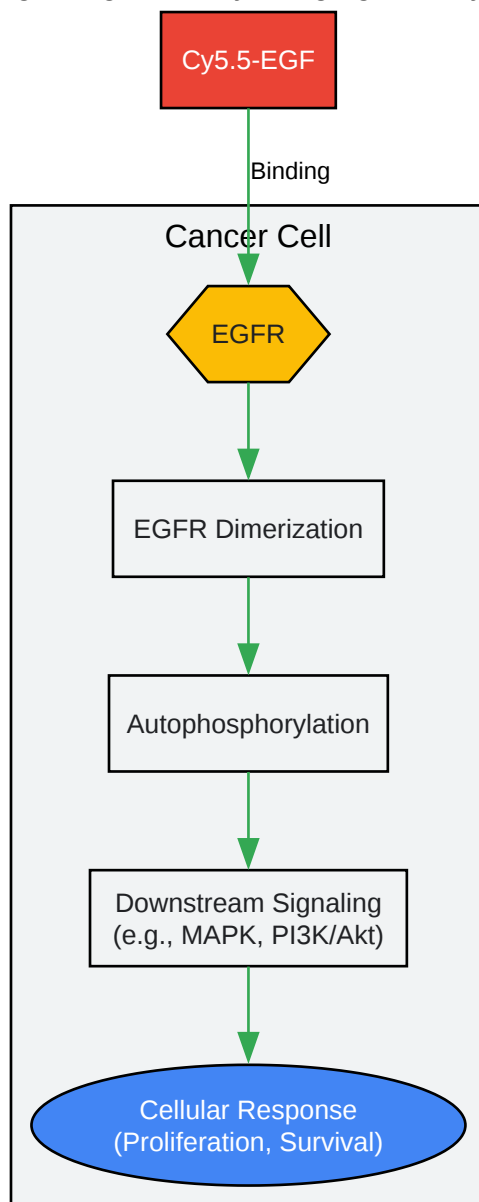 Cy5.5-EGF
Binding
Cancer Cell
EGFR
EGFR Dimerization
Autophosphorylation
Downstream Signaling
(e.g., MAPK, PI3K/Akt)
Cellular Response
(Proliferation, Survival)